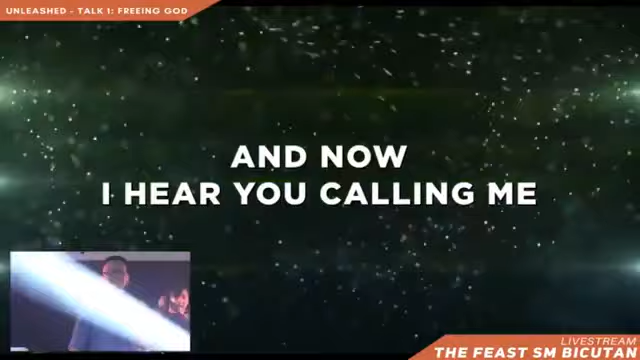 UNLEASHED - TALK 1: FREEING GOD
AND NOW
I HEAR YOU CALLING ME
LIVESTREAM
THE FEAST SM BICUTAN